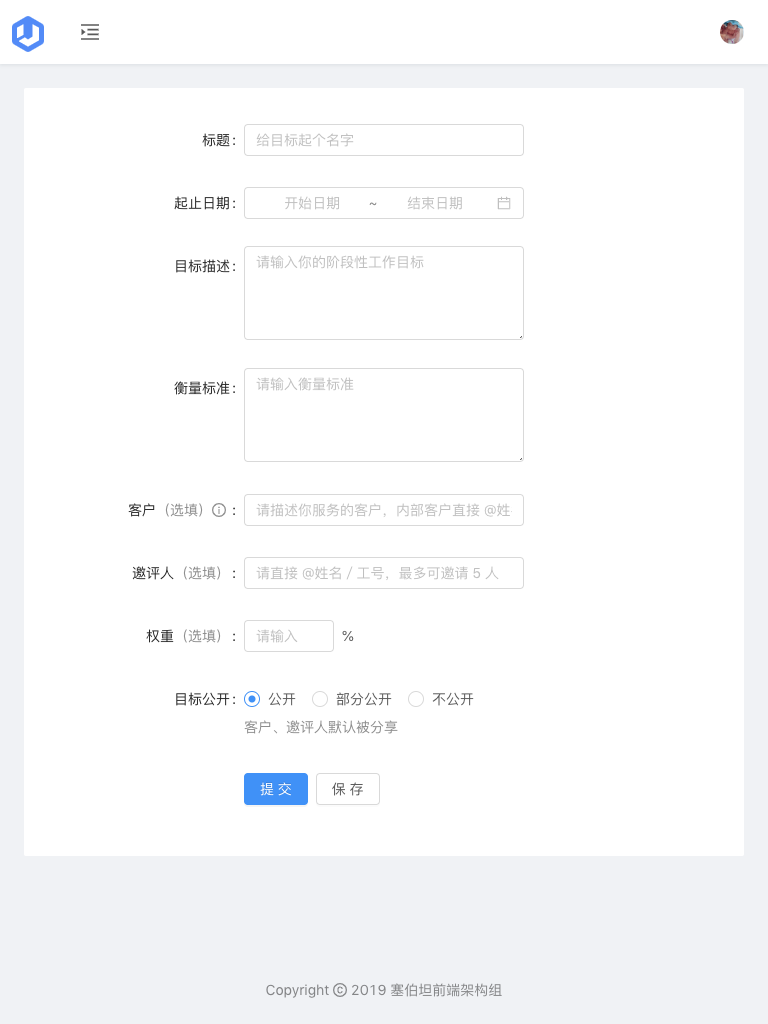 标题: 给目标起个名字
起止日期: 开始日期 ~ 结束日期
目标描述: 请输入你的阶段性工作目标
衡量标准: 请输入衡量标准
客户（选填） : 请描述你服务的客户，内部客户直接 @姓
邀评人（选填） : 请直接 @姓名 / 工号，最多可邀请 5 人
权重（选填） : 请输入 %
目标公开: 公开 部分公开 不公开
客户、邀评人默认被分享
提 交 保 存
Copyright © 2019 塞伯坦前端架构组